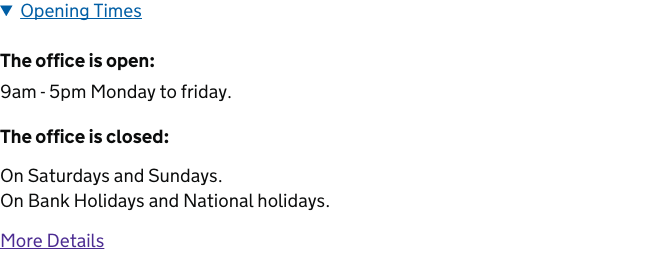 Opening Times
The office is open:
9am - 5pm Monday to friday.
The office is closed:
On Saturdays and Sundays.
On Bank Holidays and National holidays.
More Details